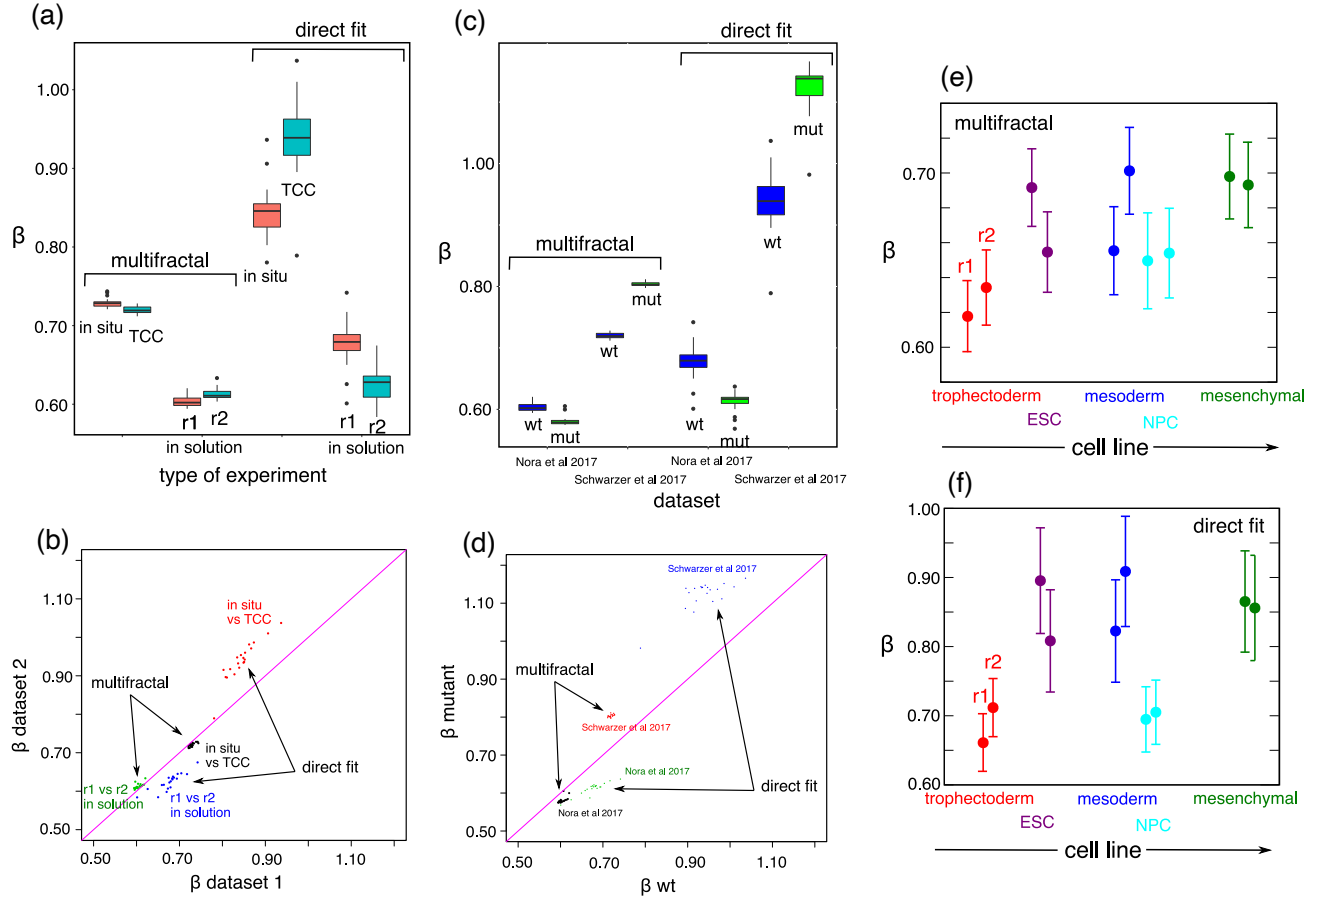 (a)
direct fit
1.00
0.90
0.80
0.70
0.60
β
TCC
in situ
multifractal
in situ
TCC
r1
r2
r1
r2
in solution
in solution
type of experiment
(b)
1.10
0.90
0.70
0.50
β dataset 2
in situ
vs TCC
multifractal
in situ
vs TCC
direct fit
r1 vs r2
in solution
r1 vs r2
in solution
0.50
0.70
0.90
1.10
β dataset 1
(c)
direct fit
1.00
0.80
0.60
β
mut
wt
multifractal
mut
wt
wt
mut
wt
mut
Nora et al 2017
Nora et al 2017
Schwarzer et al 2017
Schwarzer et al 2017
dataset
(d)
1.10
0.90
0.70
0.50
β mutant
Schwarzer et al 2017
multifractal
Schwarzer et al 2017
Nora et al 2017
direct fit
Nora et al 2017
0.50
0.70
0.90
1.10
β wt
(e)
multifractal
0.70
0.60
β
r1
r2
trophectoderm
mesoderm
mesenchymal
ESC
NPC
cell line
(f)
direct fit
1.00
0.90
0.80
0.70
0.60
β
r1
r2
trophectoderm
mesoderm
mesenchymal
ESC
NPC
cell line